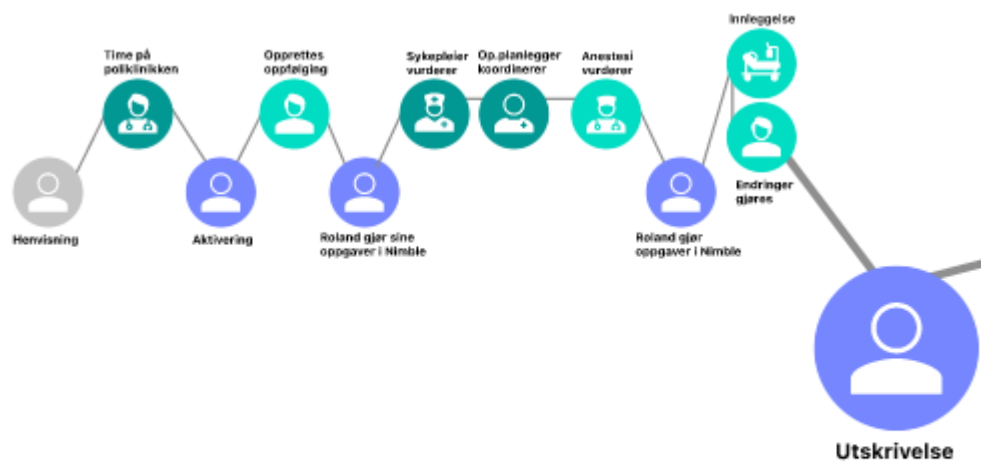 Henvisning
Time på
poliklinikken
Aktivering
Opprettes
oppfølging
Roland gjør sine
oppgaver i Nimble
Sykepleier
vurderer
Op.planlegger
koordinerer
Anestesi
vurderer
Roland gjør
oppgaver i Nimble
Innleggelse
Endringer
gjøres
Utskrivelse